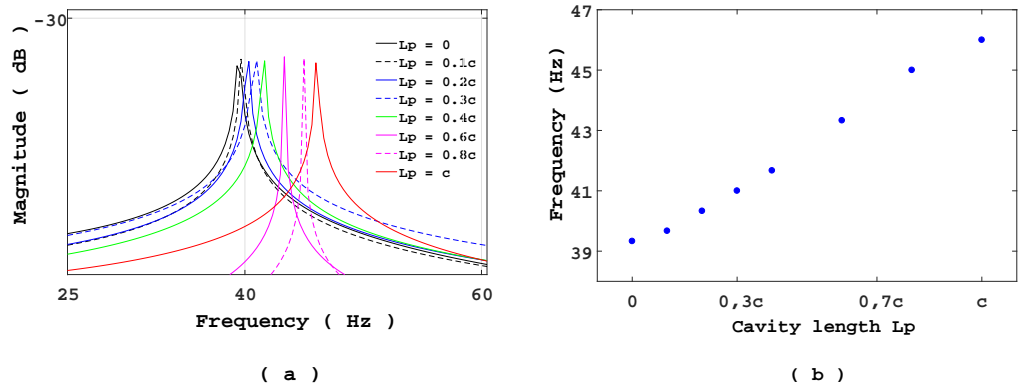 -30
Magnitude ( dB )
Lp = 0
Lp = 0.1c
Lp = 0.2c
Lp = 0.3c
Lp = 0.4c
Lp = 0.6c
Lp = 0.8c
Lp = c
25 40 60
Frequency ( Hz )
( a )
Frequency (Hz)
47
45
43
41
39
0 0,3c 0,7c c
Cavity length Lp
( b )